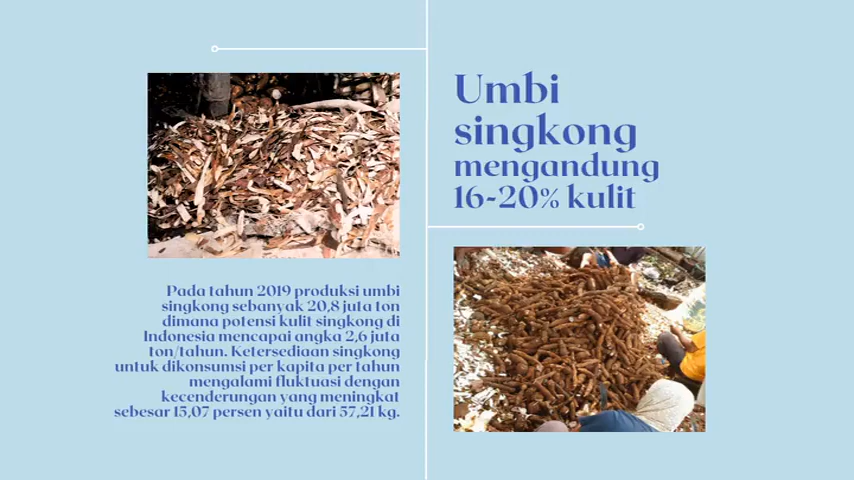 Umbi
singkong
mengandung
16-20% kulit
Pada tahun 2019 produksi umbi
singkong sebanyak 20,8 juta ton
dimana potensi kulit singkong di
Indonesia mencapai angka 2,6 juta
ton/tahun. Ketersediaan singkong
untuk dikonsumsi per kapita per tahun
mengalami fluktuasi dengan
kecenderungan yang meningkat
sebesar 15,07 persen yaitu dari 57,21 kg.